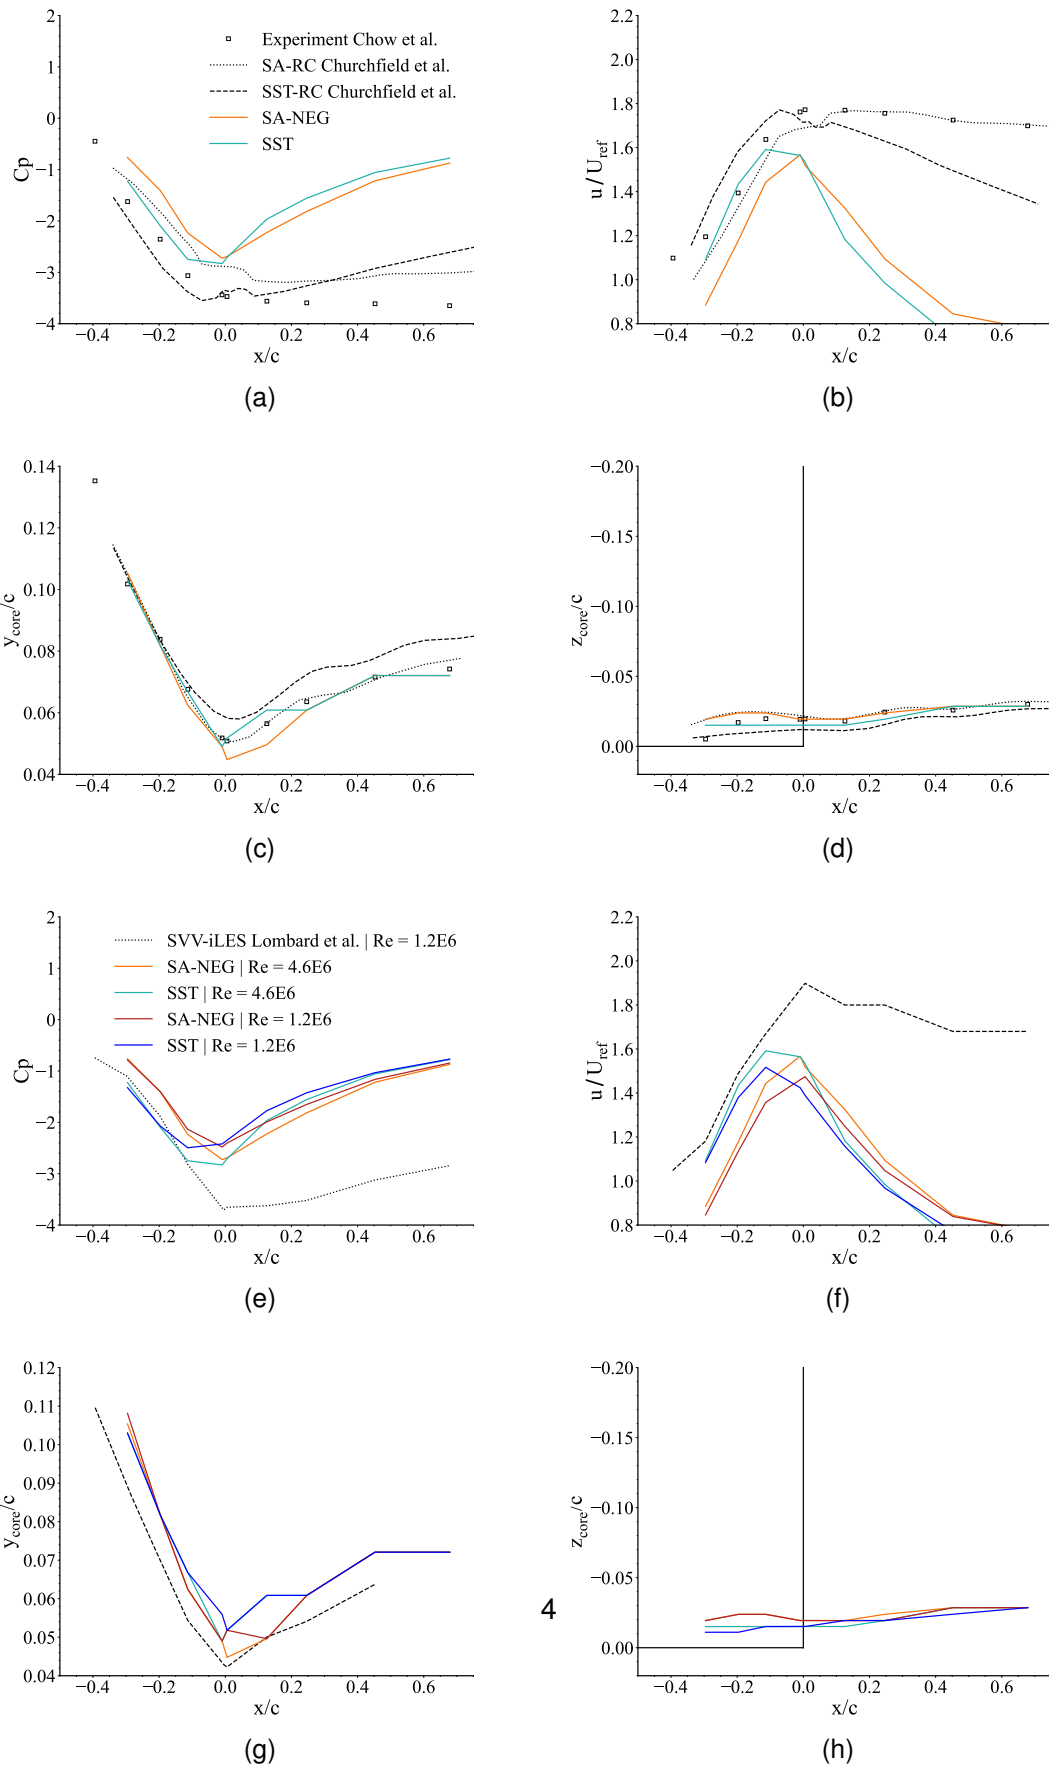 2
1
0
−1
−2
−3
−4
Cp
Experiment Chow et al.
SA-RC Churchfield et al.
SST-RC Churchfield et al.
SA-NEG
SST
−0.4 −0.2 0.0 0.2 0.4 0.6
x/c
(a)
2.2
2.0
1.8
1.6
1.4
1.2
1.0
0.8
u/U_ref
−0.4 −0.2 0.0 0.2 0.4 0.6
x/c
(b)
0.14
0.12
0.10
0.08
0.06
0.04
y_core/c
−0.4 −0.2 0.0 0.2 0.4 0.6
x/c
(c)
−0.20
−0.15
−0.10
−0.05
0.00
z_core/c
−0.4 −0.2 0.0 0.2 0.4 0.6
x/c
(d)
2
1
0
−1
−2
−3
−4
Cp
SVV-iLES Lombard et al. | Re = 1.2E6
SA-NEG | Re = 4.6E6
SST | Re = 4.6E6
SA-NEG | Re = 1.2E6
SST | Re = 1.2E6
−0.4 −0.2 0.0 0.2 0.4 0.6
x/c
(e)
2.2
2.0
1.8
1.6
1.4
1.2
1.0
0.8
u/U_ref
−0.4 −0.2 0.0 0.2 0.4 0.6
x/c
(f)
0.12
0.11
0.10
0.09
0.08
0.07
0.06
0.05
0.04
y_core/c
−0.4 −0.2 0.0 0.2 0.4 0.6
x/c
(g)
4
−0.20
−0.15
−0.10
−0.05
0.00
z_core/c
−0.4 −0.2 0.0 0.2 0.4 0.6
x/c
(h)